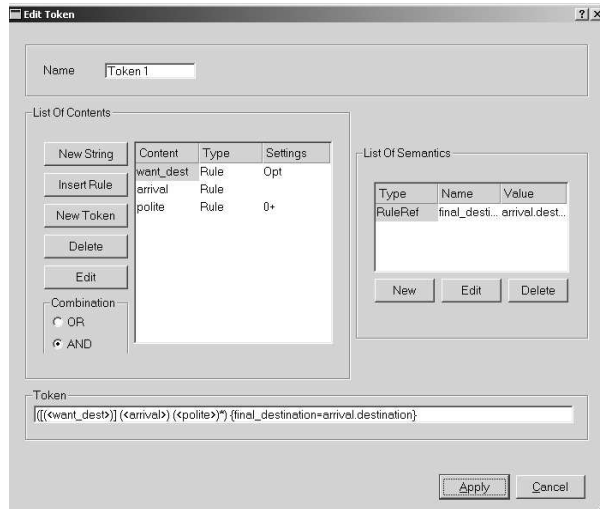 Edit Token
Name Token 1
List Of Contents
New String
Insert Rule
New Token
Delete
Edit
Combination
OR
AND
Content Type Settings
want_dest Rule Opt
arrival Rule
polite Rule 0+
List Of Semantics
Type Name Value
RuleRef final_desti... arrival.dest...
New Edit Delete
Token
([(<want_dest>)] (<arrival>) (<polite>)*) {final_destination=arrival.destination}
Apply Cancel